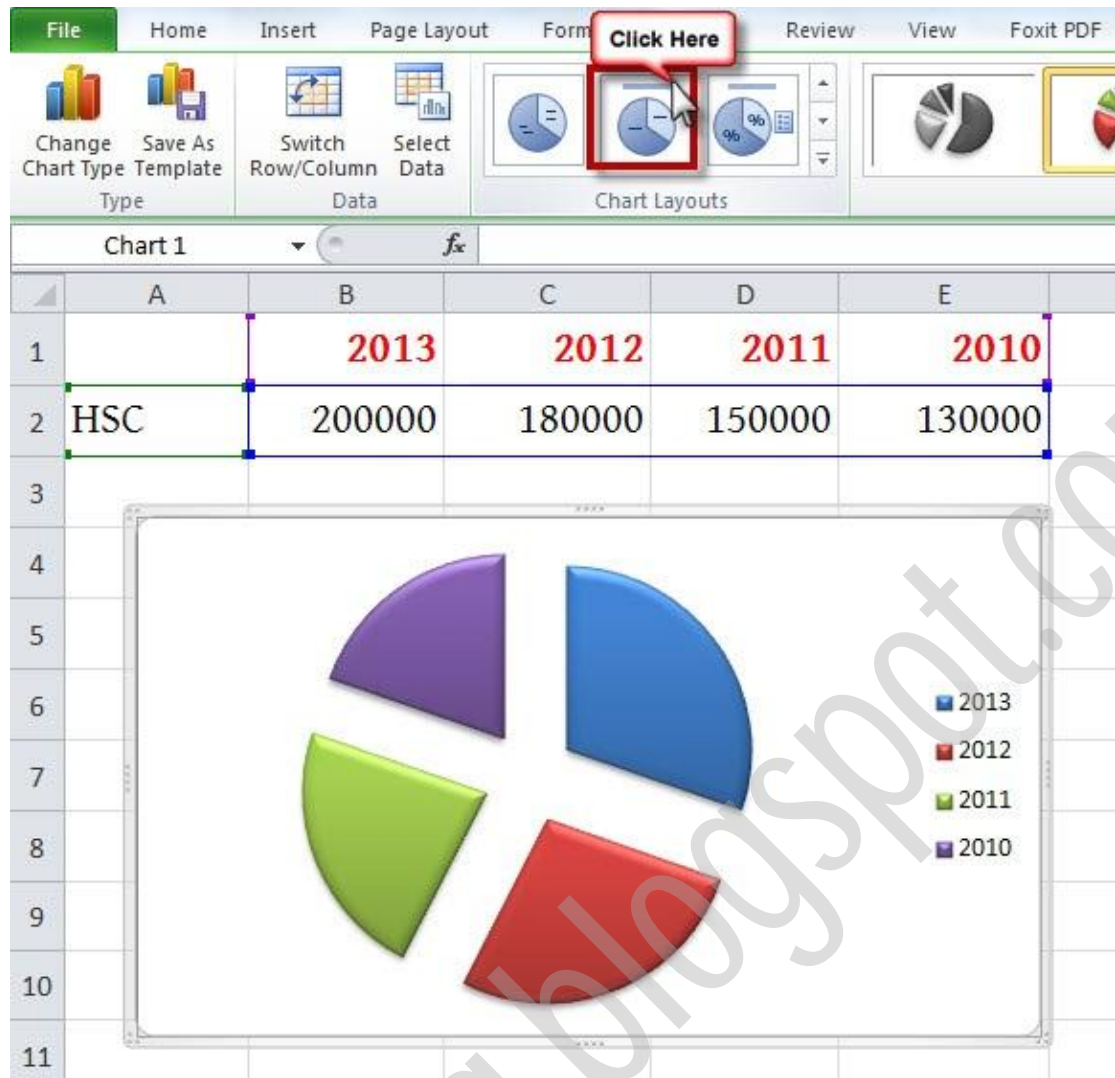 File Home Insert Page Layout Form Review View Foxit PDF
Click Here
Change Chart Type
Save As Template
Switch Row/Column
Select Data
% %
Type Data Chart Layouts
Chart 1 fx
A B C D E
1 2013 2012 2011 2010
2 HSC 200000 180000 150000 130000
3
4
5
6
7
8
9
10
11
2013
2012
2011
2010
blogspot.co